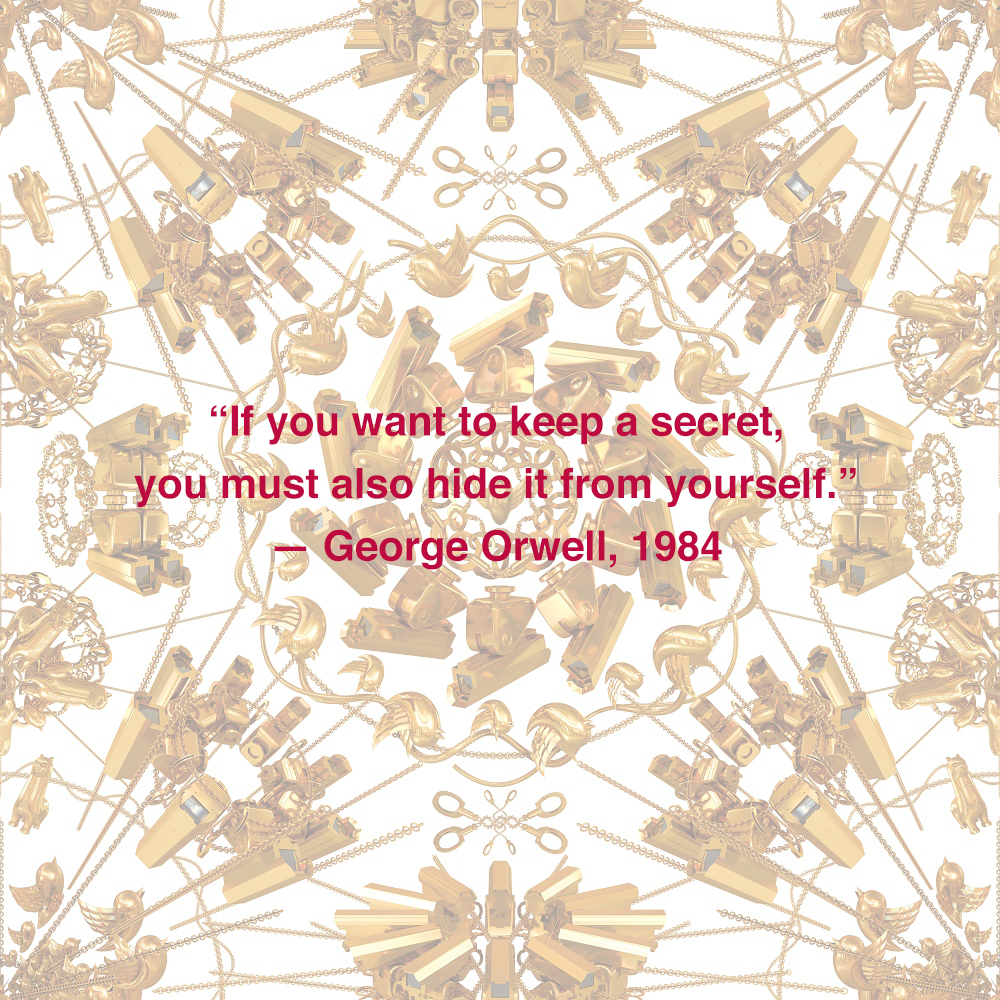 “If you want to keep a secret,
you must also hide it from yourself.”
— George Orwell, 1984